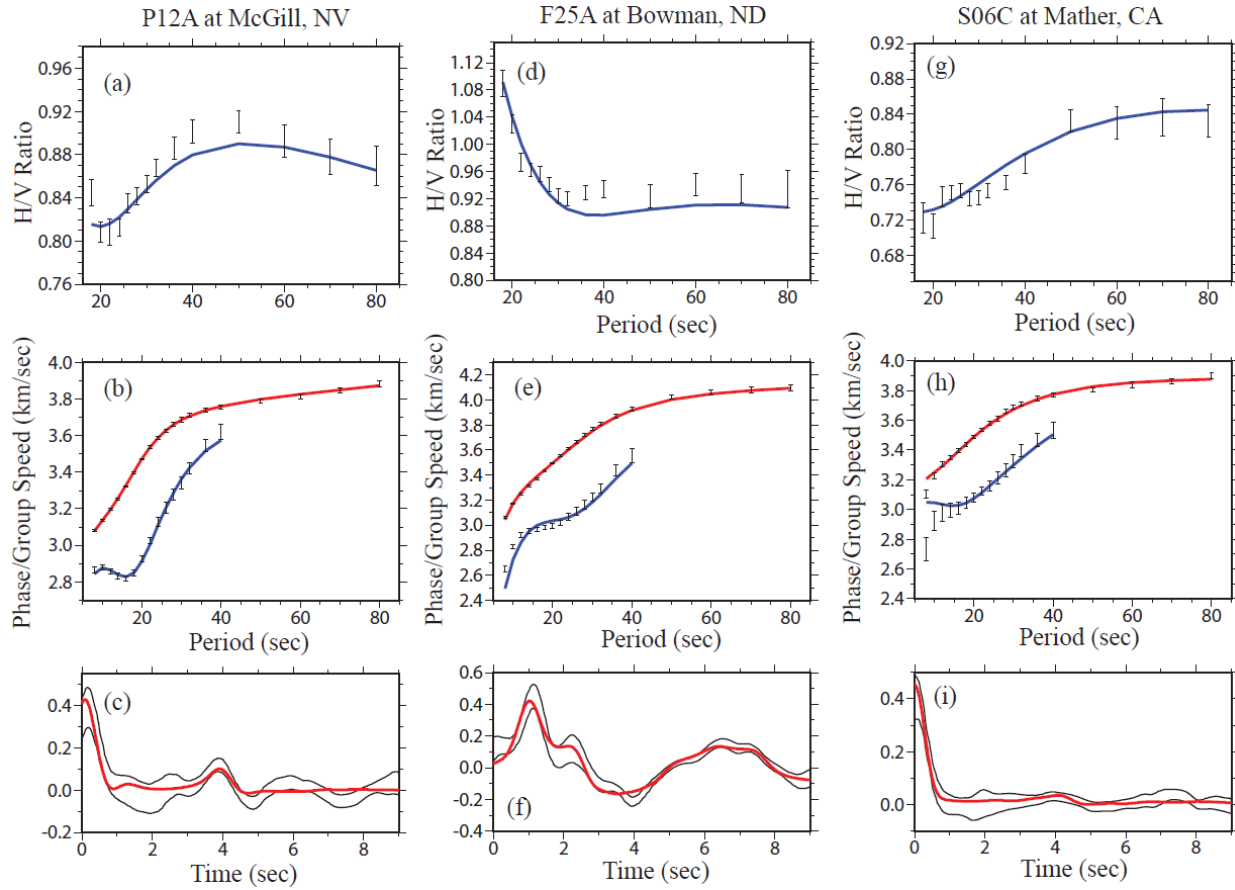 P12A at McGill, NV
F25A at Bowman, ND
S06C at Mather, CA
(a)
H/V Ratio
0.96
0.92
0.88
0.84
0.80
0.76
20 40 60 80
(d)
H/V Ratio
1.12
1.08
1.04
1.00
0.96
0.92
0.88
0.84
0.80
20 40 60 80
Period (sec)
(g)
H/V Ratio
0.92
0.88
0.84
0.80
0.76
0.72
0.68
20 40 60 80
Period (sec)
(b)
Phase/Group Speed (km/sec)
4.0
3.8
3.6
3.4
3.2
3.0
2.8
0 20 40 60 80
Period (sec)
(e)
Phase/Group Speed (km/sec)
4.2
4.0
3.8
3.6
3.4
3.2
3.0
2.8
2.6
2.4
0 20 40 60 80
Period (sec)
(h)
Phase/Group Speed (km/sec)
4.0
3.8
3.6
3.4
3.2
3.0
2.8
2.6
2.4
0 20 40 60 80
Period (sec)
(c)
0.4
0.2
0.0
-0.2
0 2 4 6 8
Time (sec)
(f)
0.6
0.4
0.2
0.0
-0.2
-0.4
0 2 4 6 8
Time (sec)
(i)
0.4
0.2
0.0
0 2 4 6 8
Time (sec)